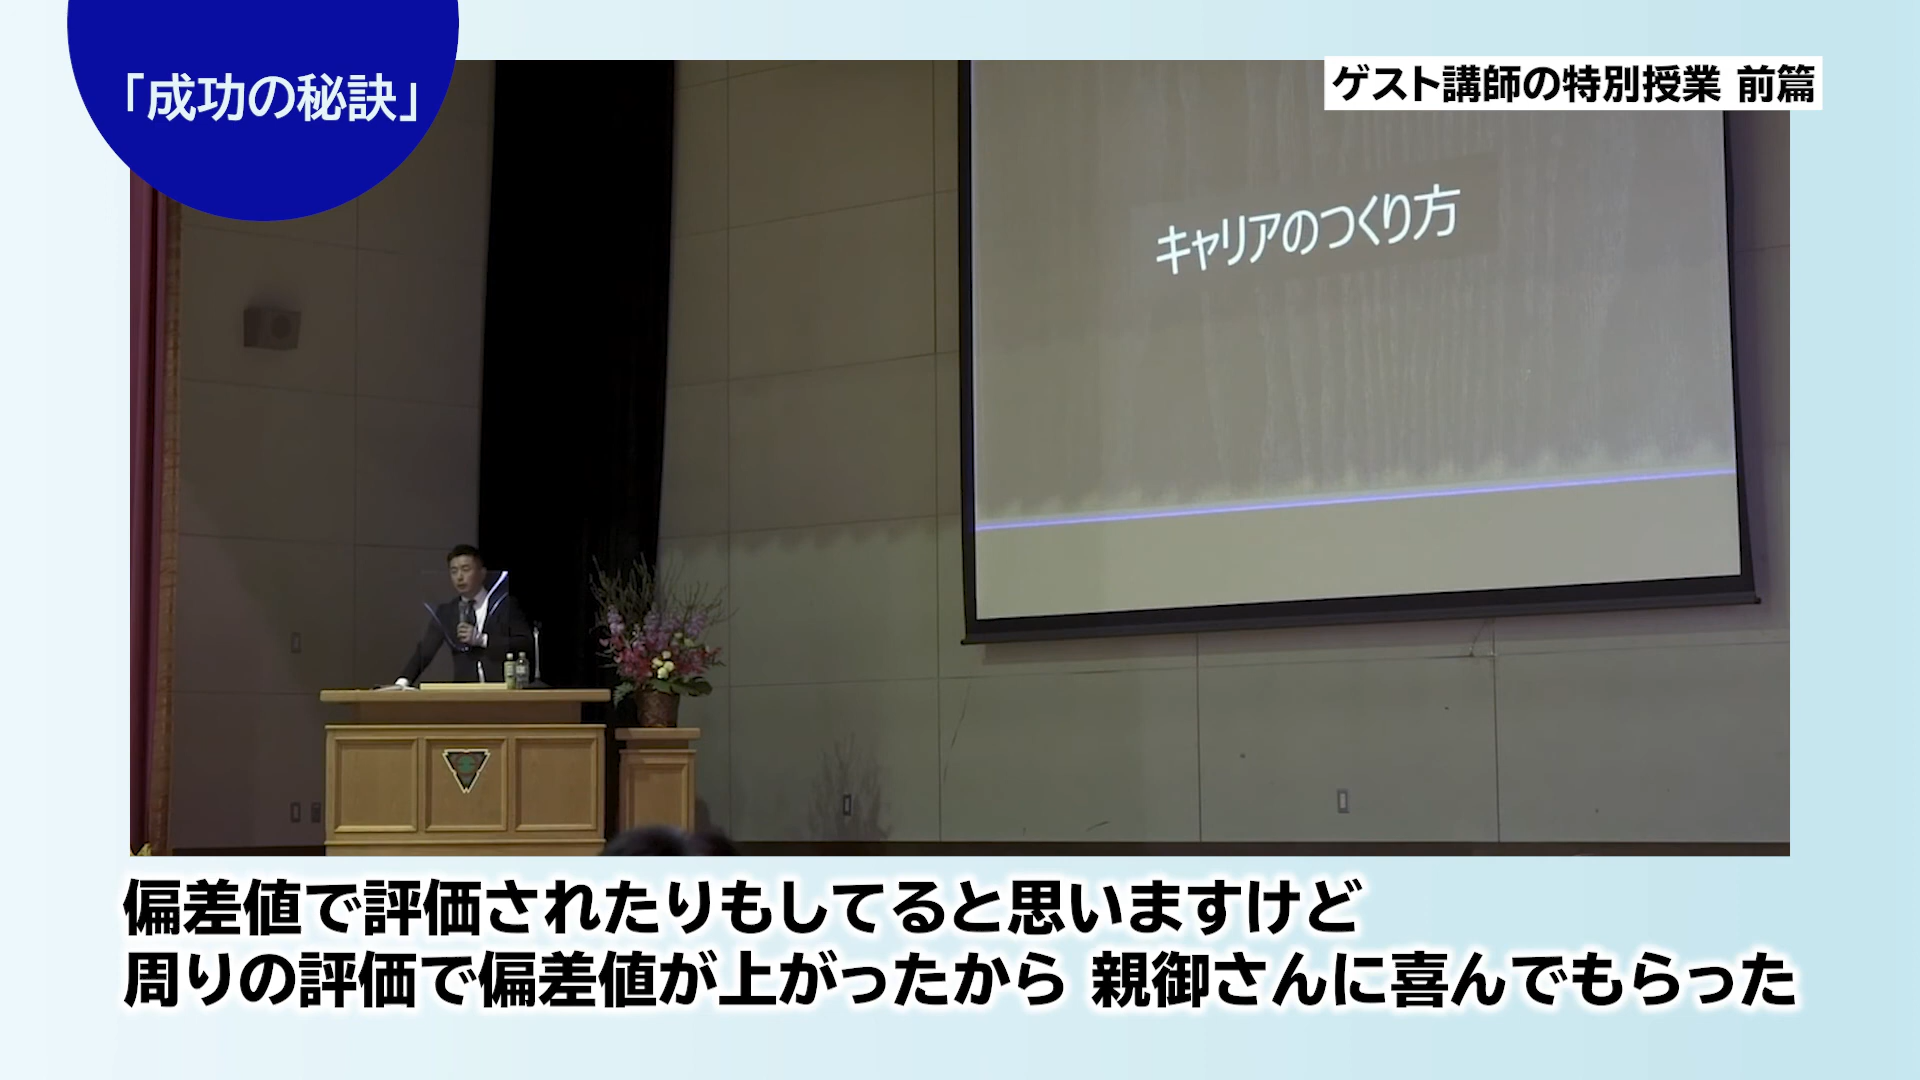 「成功の秘訣」
ゲスト講師の特別授業 前篇
キャリアのつくり方
偏差値で評価されたりもしてると思いますけど
周りの評価で偏差値が上がったから 親御さんに喜んでもらった